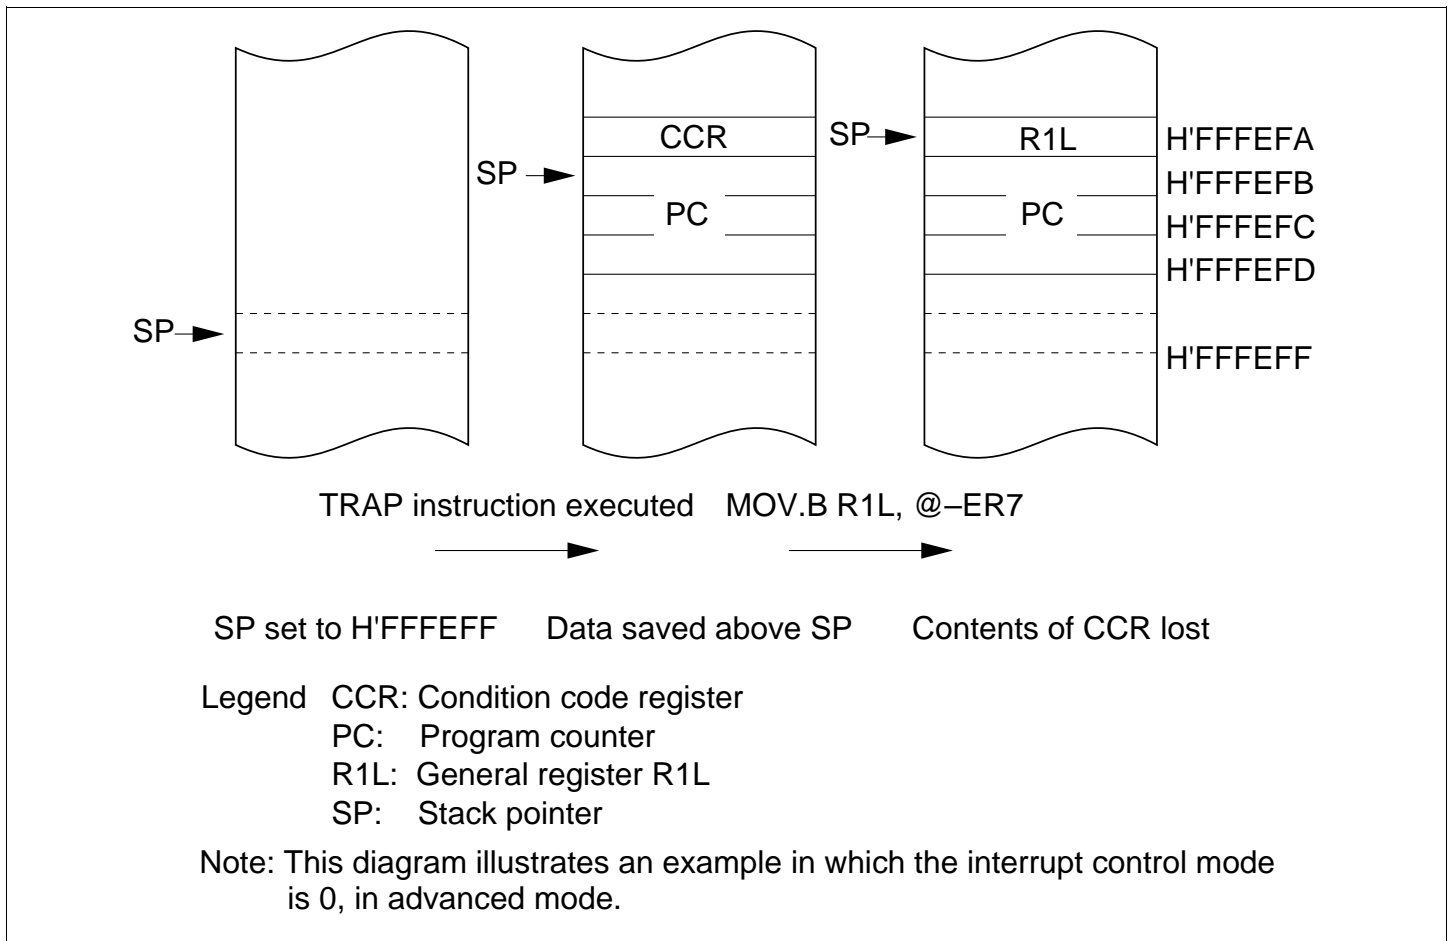 CCR
SP
R1L
H'FFFEFA
SP
H'FFFEFB
PC
PC
H'FFFEFC
H'FFFEFD
SP
H'FFFEFF
TRAP instruction executed
MOV.B R1L, @–ER7
SP set to H'FFFEFF
Data saved above SP
Contents of CCR lost
Legend CCR: Condition code register
PC: Program counter
R1L: General register R1L
SP: Stack pointer
Note: This diagram illustrates an example in which the interrupt control mode
is 0, in advanced mode.